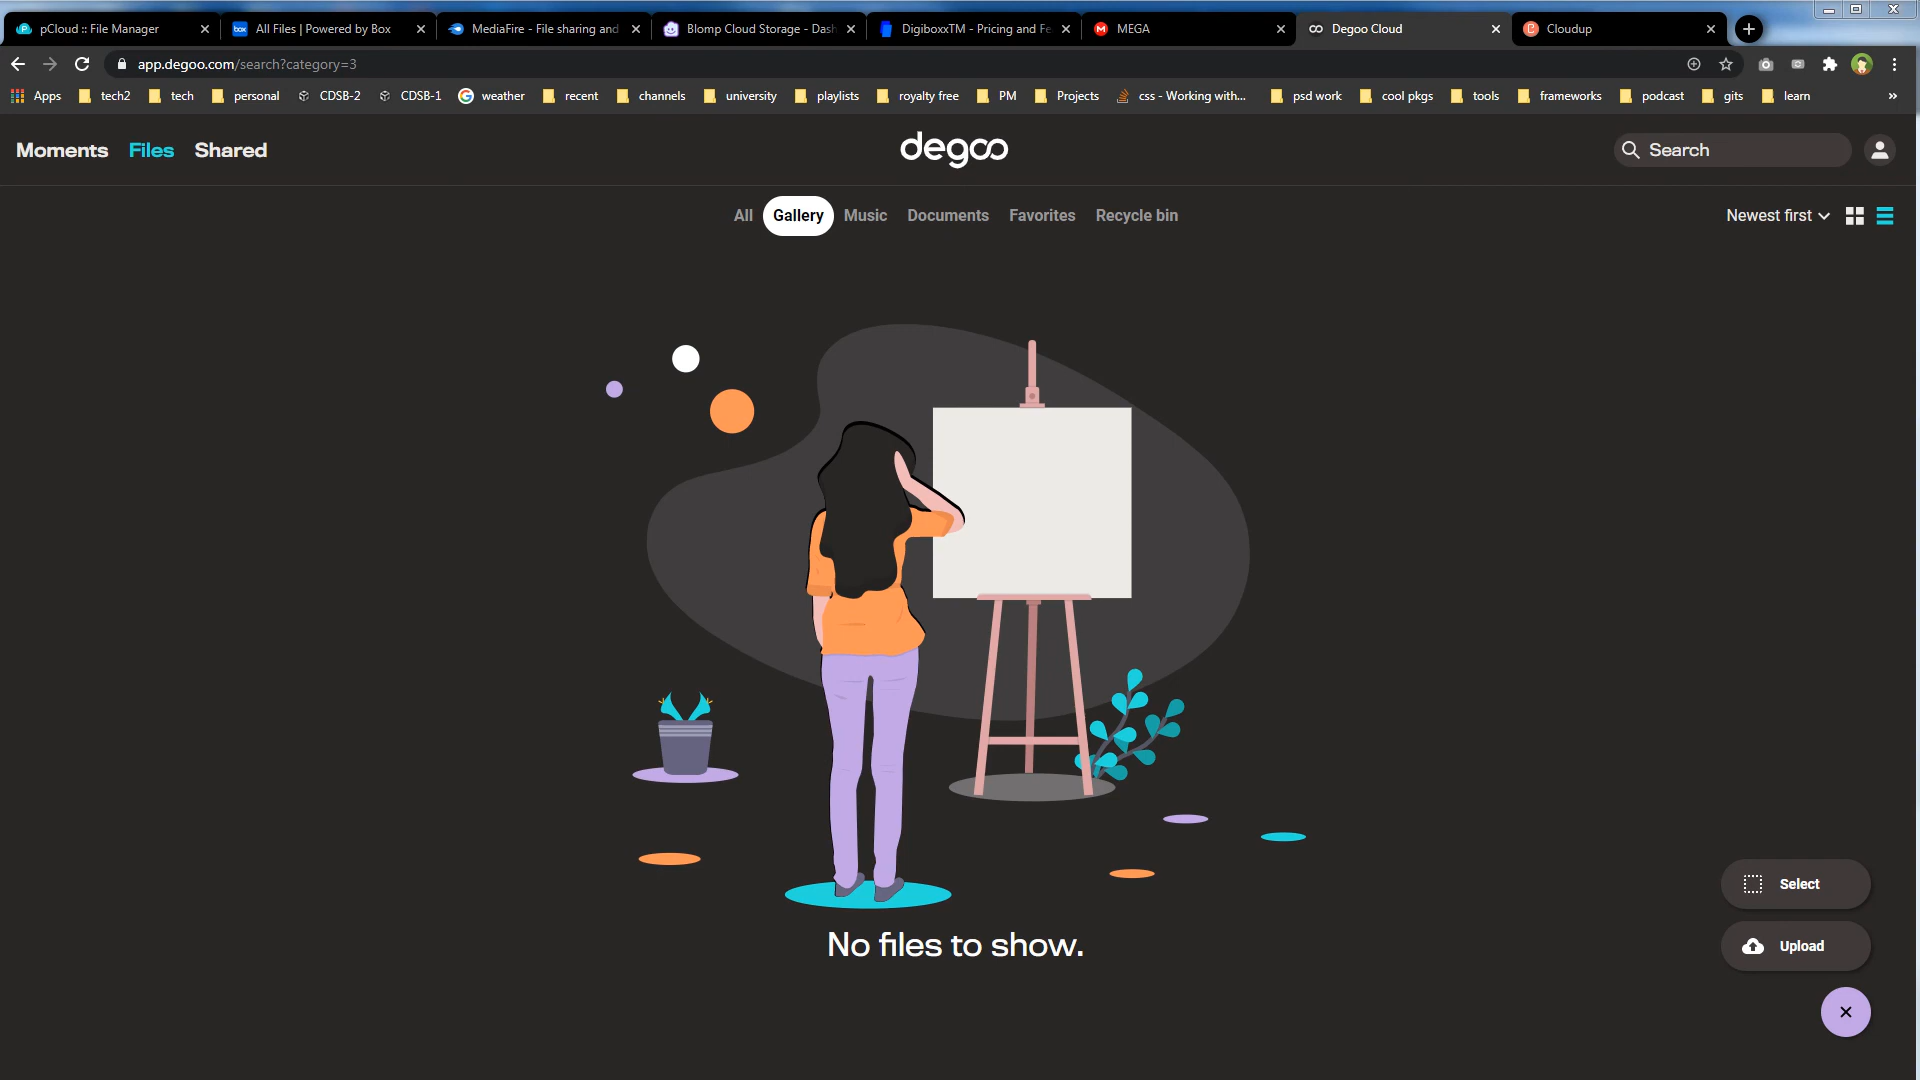 pCloud :: File Manager
box All Files | Powered by Box
MediaFire - File sharing and
Blomp Cloud Storage - Dash
DigiboxxTM - Pricing and Fe
M MEGA
Degoo Cloud
Cloudup
app.degoo.com/search?category=3
Apps tech2 tech personal CDSB-2 CDSB-1 weather recent channels university playlists royalty free PM Projects css - Working with... psd work cool pkgs tools frameworks podcast gits learn »
Moments Files Shared
degoo
Search
All Gallery Music Documents Favorites Recycle bin
Newest first
No files to show.
Select
Upload